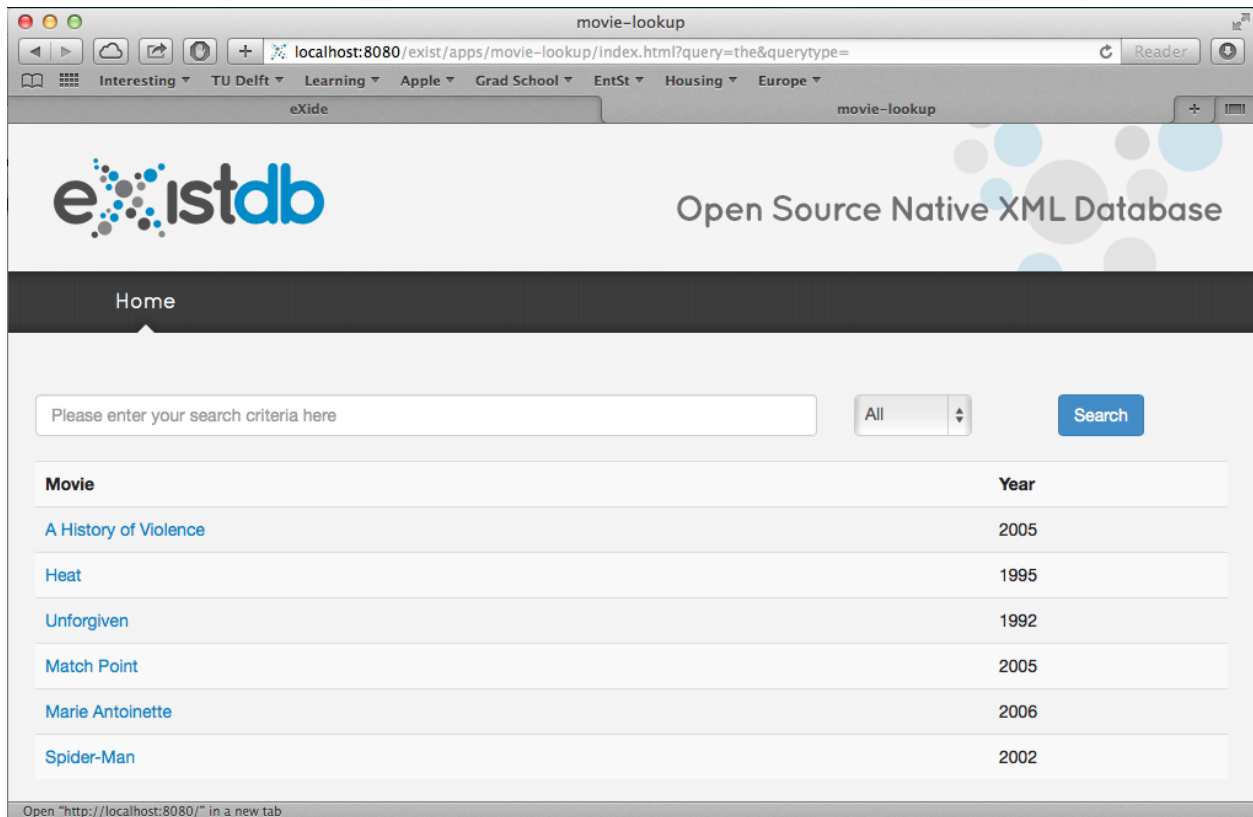 movie-lookup
localhost:8080/exist/apps/movie-lookup/index.html?query=the&querytype=
Reader
Interesting TU Delft Learning Apple Grad School EntSt Housing Europe
eXide movie-lookup
eXistdb
Open Source Native XML Database
Home
Please enter your search criteria here All Search
Movie Year
A History of Violence 2005
Heat 1995
Unforgiven 1992
Match Point 2005
Marie Antoinette 2006
Spider-Man 2002
Open "http://localhost:8080/" in a new tab